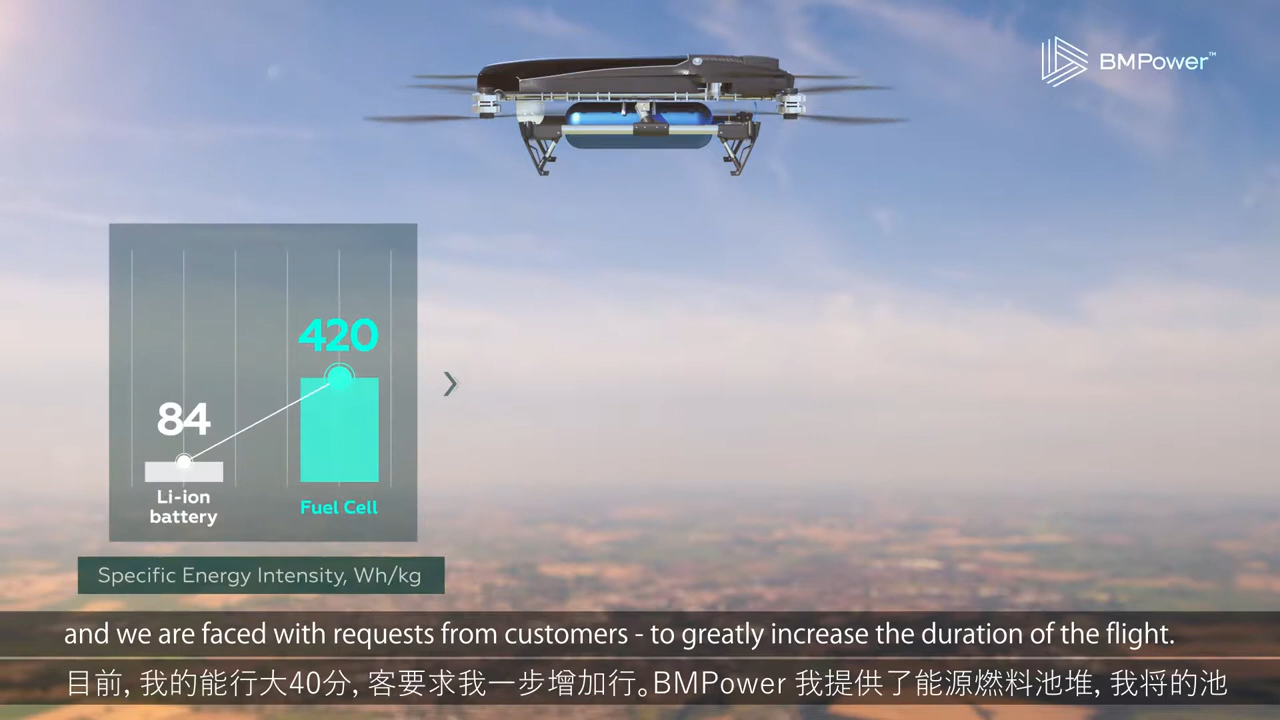 BMPower™
420
84
Li-ion
battery
Fuel Cell
Specific Energy Intensity, Wh/kg
and we are faced with requests from customers - to greatly increase the duration of the flight.
目前, 我的能行大40分, 客要求我一步增加行。BMPower 我提供了能源燃料池堆, 我将的池